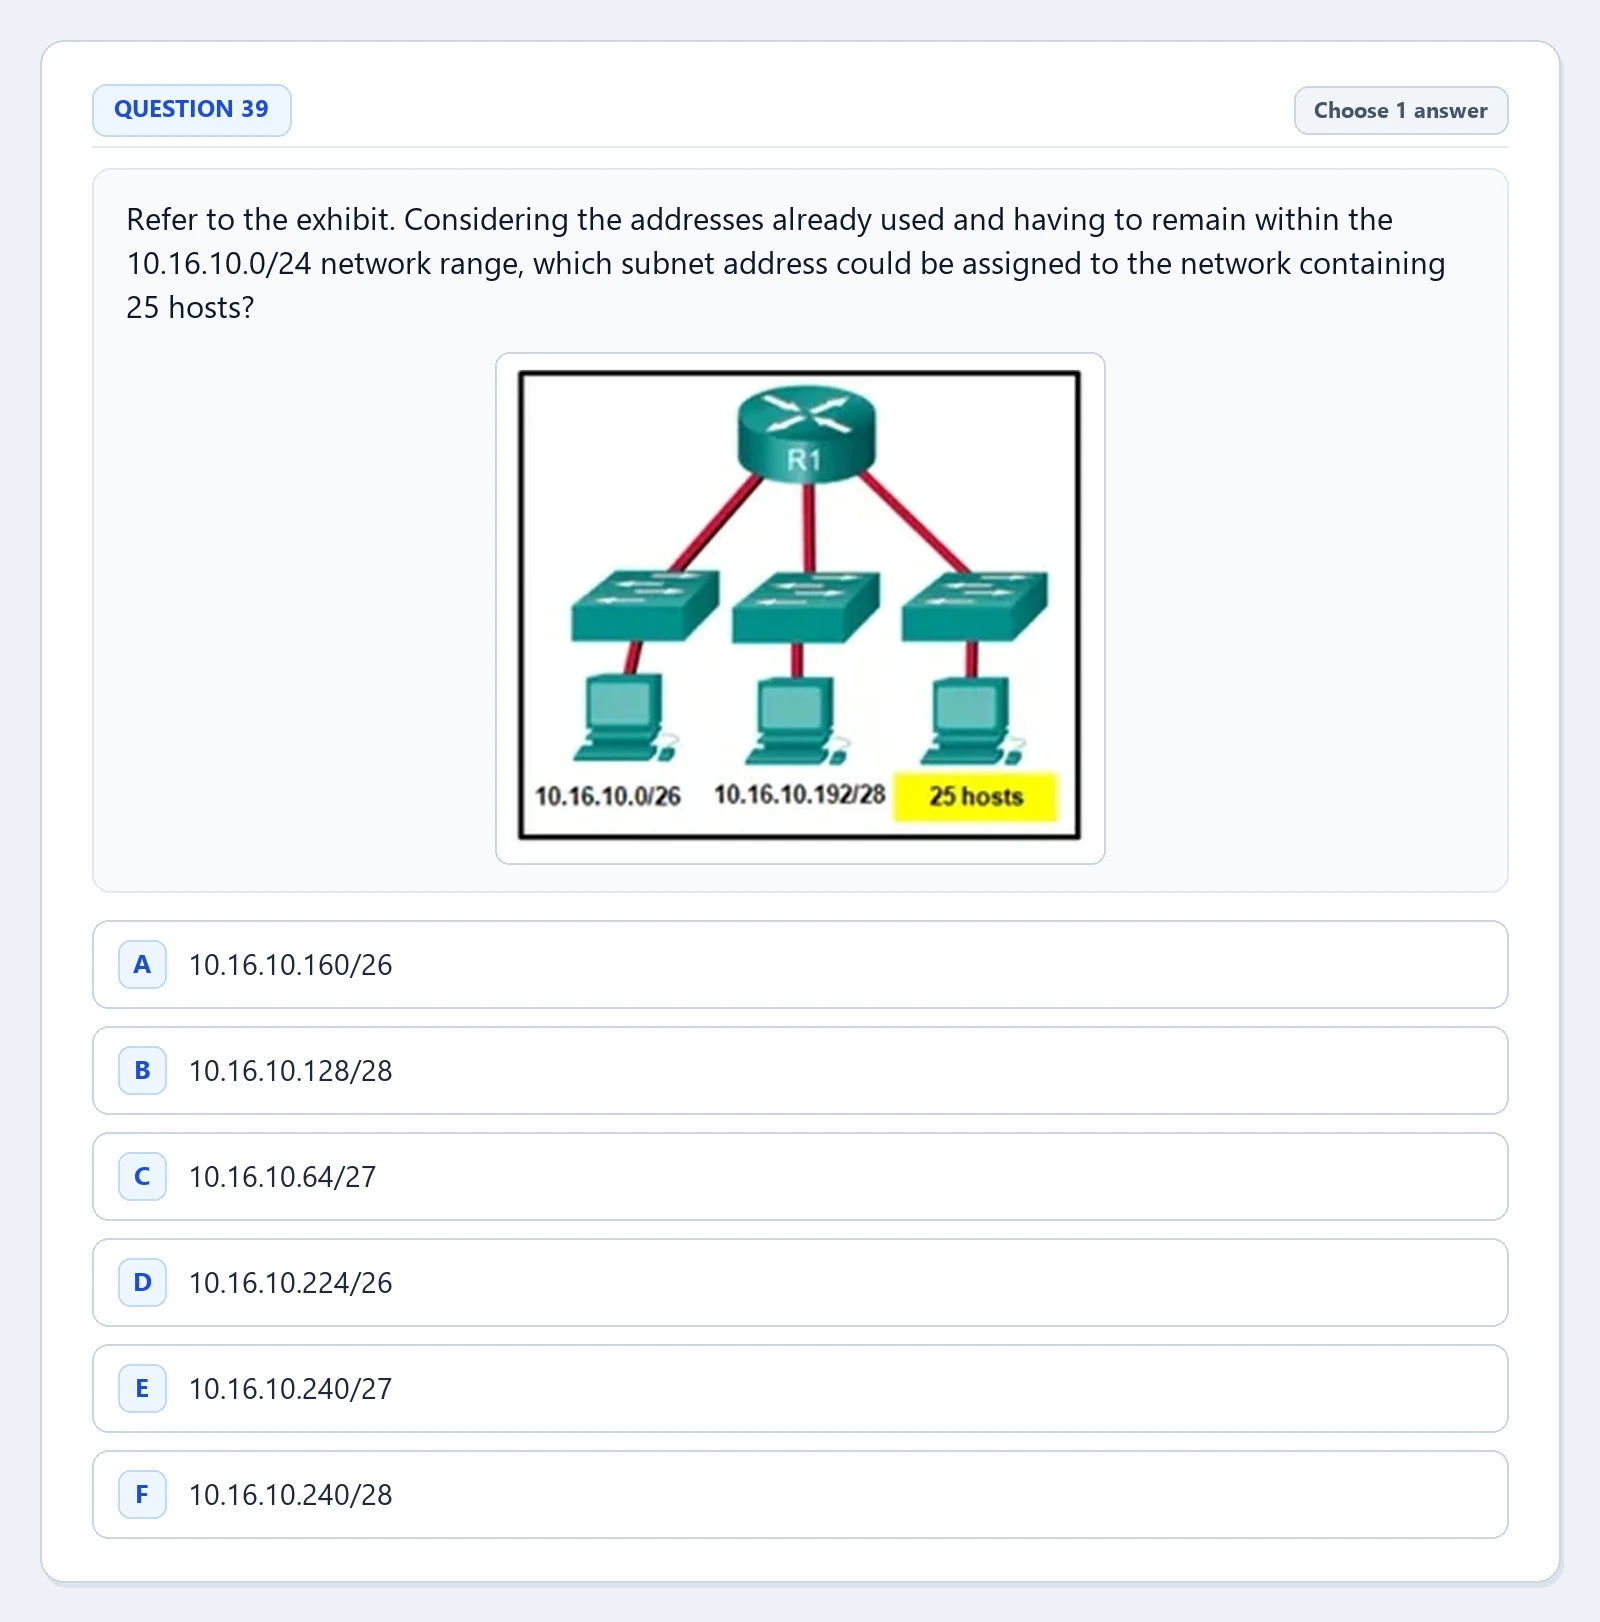 QUESTION 39
Choose 1 answer
Refer to the exhibit. Considering the addresses already used and having to remain within the
10.16.10.0/24 network range, which subnet address could be assigned to the network containing
25 hosts?
R1
10.16.10.0/26
10.16.10.192/28
25 hosts
A
10.16.10.160/26
B
10.16.10.128/28
C
10.16.10.64/27
D
10.16.10.224/26
E
10.16.10.240/27
F
10.16.10.240/28